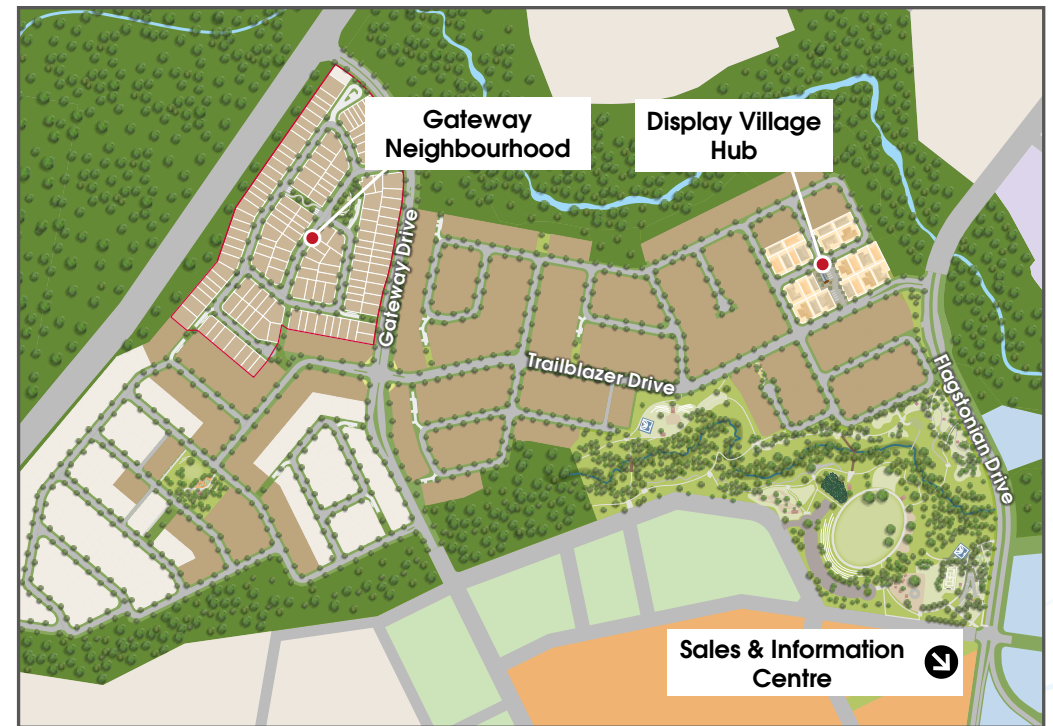 Gateway
Neighbourhood
Display Village
Hub
Gateway Drive
Trailblazer Drive
Flagstonian Drive
Sales & Information
Centre